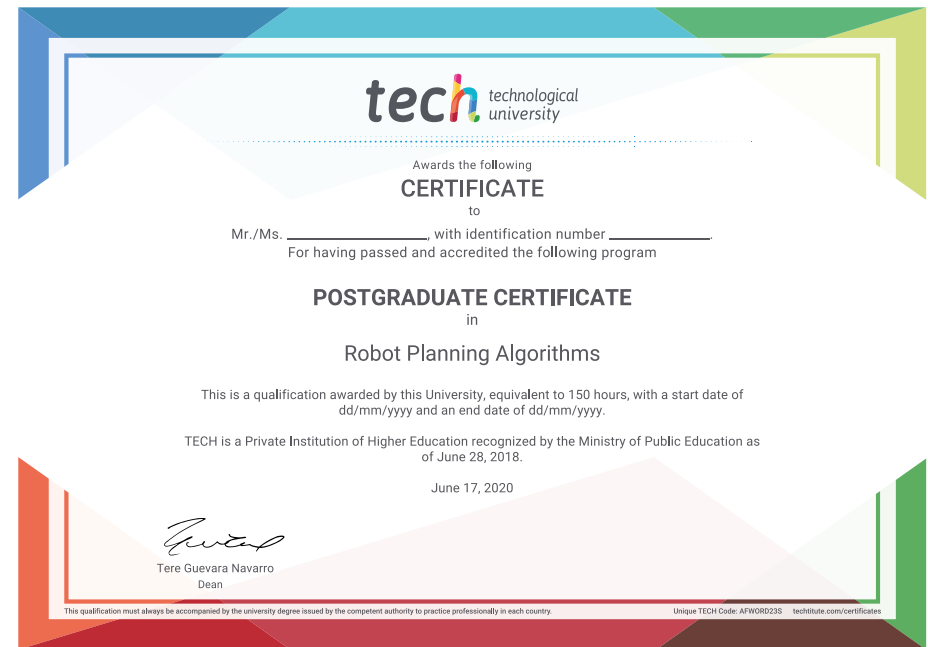 tech technological
university
Awards the following
CERTIFICATE
to
Mr./Ms. ____________________, with identification number ______________.
For having passed and accredited the following program
POSTGRADUATE CERTIFICATE
in
Robot Planning Algorithms
This is a qualification awarded by this University, equivalent to 150 hours, with a start date of
dd/mm/yyyy and an end date of dd/mm/yyyy.
TECH is a Private Institution of Higher Education recognized by the Ministry of Public Education as
of June 28, 2018.
June 17, 2020
Tere Guevara Navarro
Dean
This qualification must always be accompanied by the university degree issued by the competent authority to practice professionally in each country.
Unique TECH Code: AFWORD23S techtitute.com/certificates